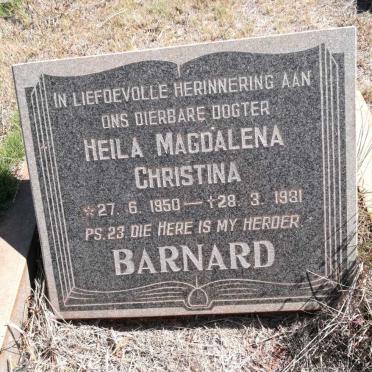 IN LIEFDEVOLLE HERINNERING AAN
ONS DIERBARE DOGTER
HEILA MAGDALENA
CHRISTINA
*27. 6. 1950 — †28. 3. 1981
PS. 23 DIE HERE IS MY HERDER
BARNARD